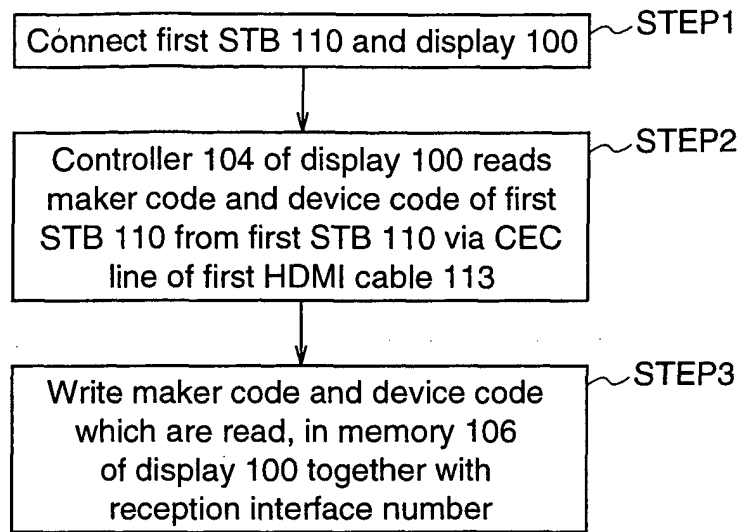 Connect first STB 110 and display 100
STEP1
Controller 104 of display 100 reads
maker code and device code of first
STB 110 from first STB 110 via CEC
line of first HDMI cable 113
STEP2
Write maker code and device code
which are read, in memory 106
of display 100 together with
reception interface number
STEP3